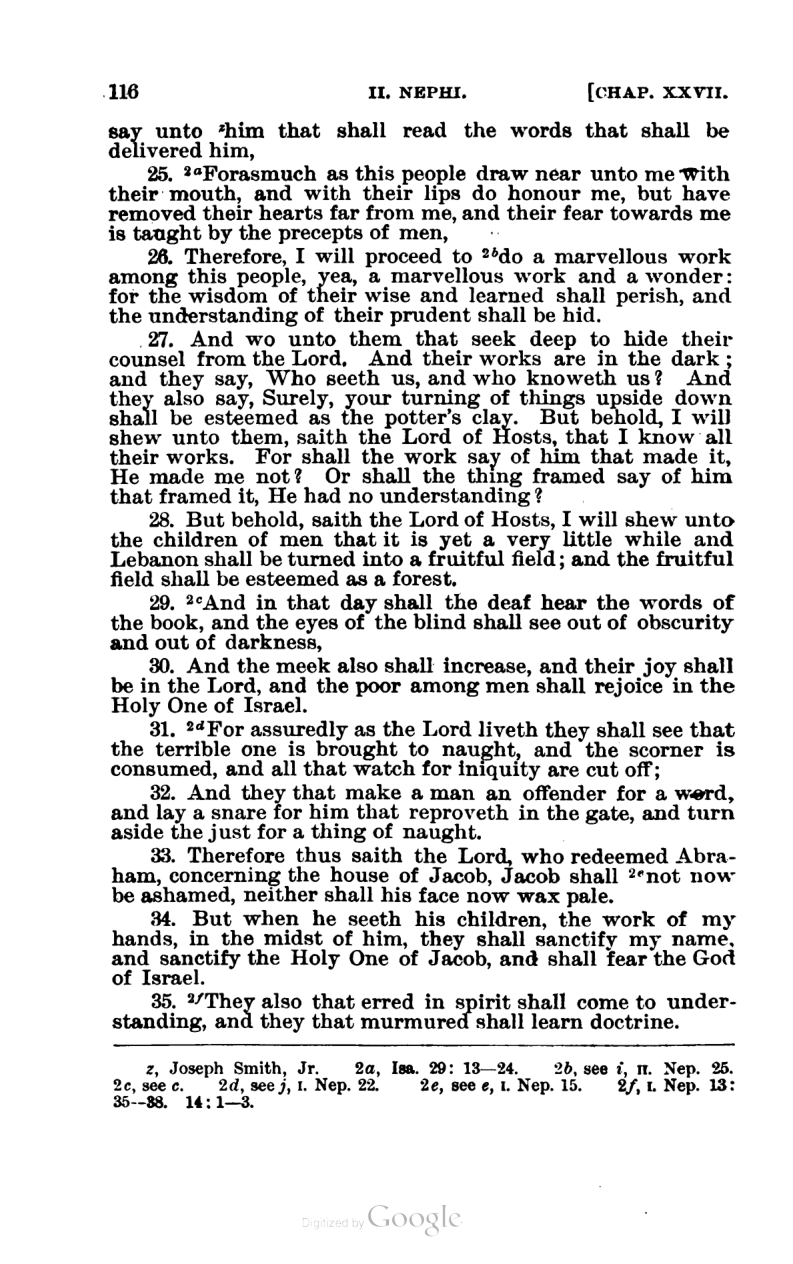 116 II. NEPHI. [CHAP. XXVII.
say unto ᶻhim that shall read the words that shall be
delivered him,
25. ²ᵃForasmuch as this people draw near unto me with
their mouth, and with their lips do honour me, but have
removed their hearts far from me, and their fear towards me
is taught by the precepts of men,
26. Therefore, I will proceed to ²ᵇdo a marvellous work
among this people, yea, a marvellous work and a wonder:
for the wisdom of their wise and learned shall perish, and
the understanding of their prudent shall be hid.
27. And wo unto them that seek deep to hide their
counsel from the Lord. And their works are in the dark;
and they say, Who seeth us, and who knoweth us? And
they also say, Surely, your turning of things upside down
shall be esteemed as the potter's clay. But behold, I will
shew unto them, saith the Lord of Hosts, that I know all
their works. For shall the work say of him that made it,
He made me not? Or shall the thing framed say of him
that framed it, He had no understanding?
28. But behold, saith the Lord of Hosts, I will shew unto
the children of men that it is yet a very little while and
Lebanon shall be turned into a fruitful field; and the fruitful
field shall be esteemed as a forest.
29. ²ᶜAnd in that day shall the deaf hear the words of
the book, and the eyes of the blind shall see out of obscurity
and out of darkness,
30. And the meek also shall increase, and their joy shall
be in the Lord, and the poor among men shall rejoice in the
Holy One of Israel.
31. ²ᵈFor assuredly as the Lord liveth they shall see that
the terrible one is brought to naught, and the scorner is
consumed, and all that watch for iniquity are cut off;
32. And they that make a man an offender for a word,
and lay a snare for him that reproveth in the gate, and turn
aside the just for a thing of naught.
33. Therefore thus saith the Lord, who redeemed Abra-
ham, concerning the house of Jacob, Jacob shall ²ᵉnot now
be ashamed, neither shall his face now wax pale.
34. But when he seeth his children, the work of my
hands, in the midst of him, they shall sanctify my name,
and sanctify the Holy One of Jacob, and shall fear the God
of Israel.
35. ²ᶠThey also that erred in spirit shall come to under-
standing, and they that murmured shall learn doctrine.
z, Joseph Smith, Jr. 2a, Isa. 29: 13—24. 2b, see i, II. Nep. 25.
2c, see c. 2d, see j, I. Nep. 22. 2e, see e, I. Nep. 15. 2f, I. Nep. 13:
35--38. 14: 1—3.
Digitized by Google